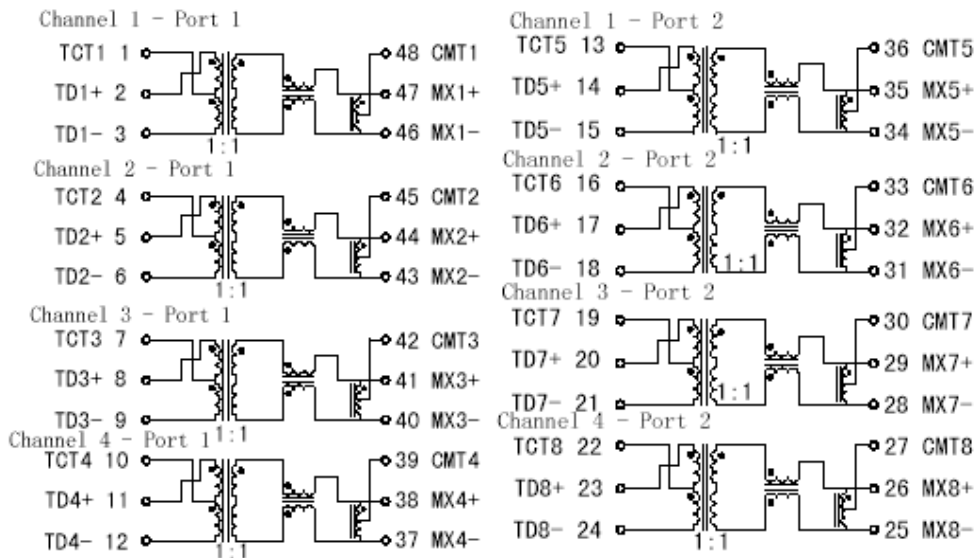 Channel 1 - Port 1
TCT1 1 48 CMT1
TD1+ 2 47 MX1+
TD1- 3 46 MX1-
1:1
Channel 2 - Port 1
TCT2 4 45 CMT2
TD2+ 5 44 MX2+
TD2- 6 43 MX2-
1:1
Channel 3 - Port 1
TCT3 7 42 CMT3
TD3+ 8 41 MX3+
TD3- 9 40 MX3-
1:1
Channel 4 - Port 1
TCT4 10 39 CMT4
TD4+ 11 38 MX4+
TD4- 12 37 MX4-
1:1
Channel 1 - Port 2
TCT5 13 36 CMT5
TD5+ 14 35 MX5+
TD5- 15 34 MX5-
1:1
Channel 2 - Port 2
TCT6 16 33 CMT6
TD6+ 17 32 MX6+
TD6- 18 31 MX6-
1:1
Channel 3 - Port 2
TCT7 19 30 CMT7
TD7+ 20 29 MX7+
TD7- 21 28 MX7-
1:1
Channel 4 - Port 2
TCT8 22 27 CMT8
TD8+ 23 26 MX8+
TD8- 24 25 MX8-
1:1